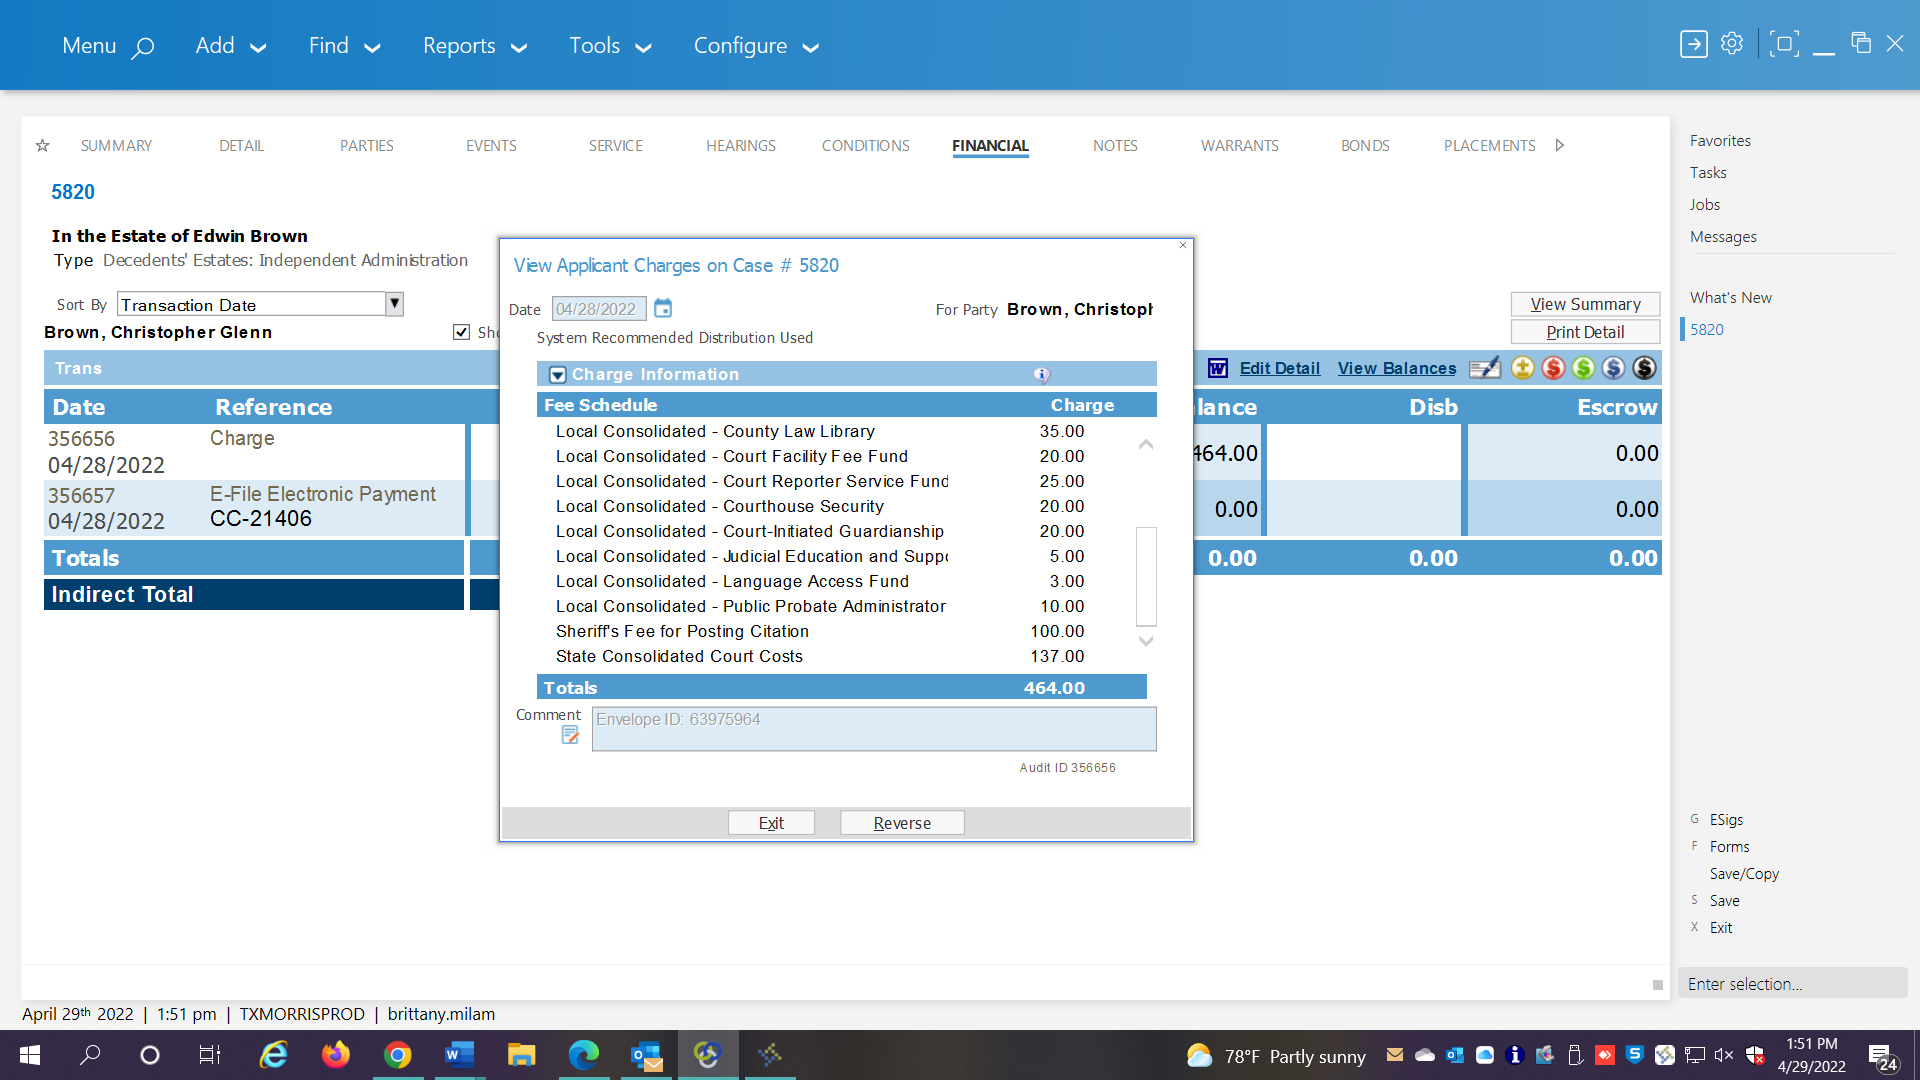 Menu Add Find Reports Tools Configure
SUMMARY DETAIL PARTIES EVENTS SERVICE HEARINGS CONDITIONS FINANCIAL NOTES WARRANTS BONDS PLACEMENTS
5820
In the Estate of Edwin Brown
Type Decedents' Estates: Independent Administration
Sort By Transaction Date
Brown, Christopher Glenn
View Summary
Print Detail
Trans
Edit Detail View Balances
Date Reference lance Disb Escrow
356656 Charge
04/28/2022 464.00 0.00
356657 E-File Electronic Payment
04/28/2022 CC-21406 0.00 0.00
Totals 0.00 0.00 0.00
Indirect Total
View Applicant Charges on Case # 5820
Date 04/28/2022 For Party Brown, Christoph
System Recommended Distribution Used
Charge Information
Fee Schedule Charge
Local Consolidated - County Law Library 35.00
Local Consolidated - Court Facility Fee Fund 20.00
Local Consolidated - Court Reporter Service Fund 25.00
Local Consolidated - Courthouse Security 20.00
Local Consolidated - Court-Initiated Guardianship 20.00
Local Consolidated - Judicial Education and Suppo 5.00
Local Consolidated - Language Access Fund 3.00
Local Consolidated - Public Probate Administrator 10.00
Sheriff's Fee for Posting Citation 100.00
State Consolidated Court Costs 137.00
Totals 464.00
Comment Envelope ID: 63975964
Audit ID 356656
Exit Reverse
Favorites
Tasks
Jobs
Messages
What's New
5820
G ESigs
F Forms
Save/Copy
S Save
X Exit
Enter selection...
April 29th 2022 | 1:51 pm | TXMORRISPROD | brittany.milam
78°F Partly sunny
1:51 PM
4/29/2022
24